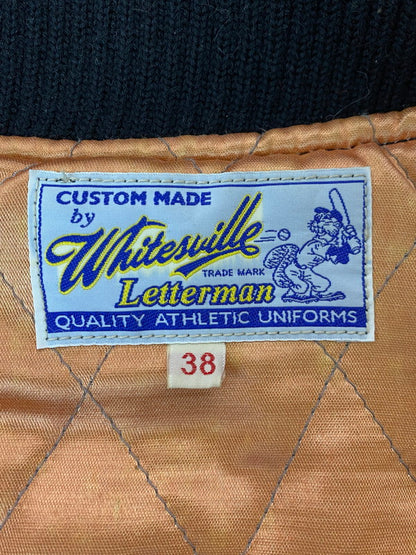 CUSTOM MADE
by
Whitesville
TRADE MARK
Letterman
QUALITY ATHLETIC UNIFORMS
38